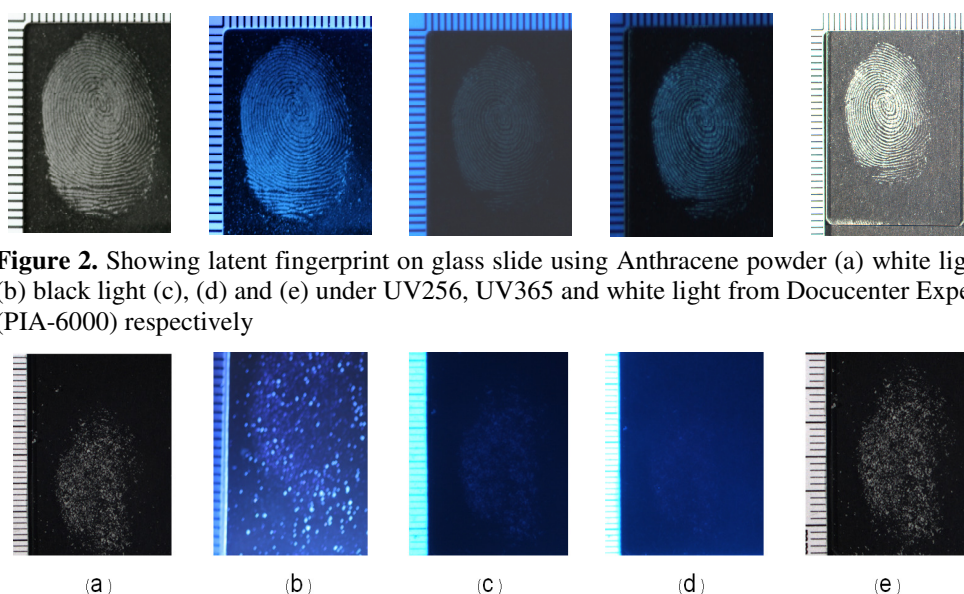 Figure 2. Showing latent fingerprint on glass slide using Anthracene powder (a) white lig
(b) black light (c), (d) and (e) under UV256, UV365 and white light from Docucenter Expe
(PIA-6000) respectively
(a) (b) (c) (d) (e)